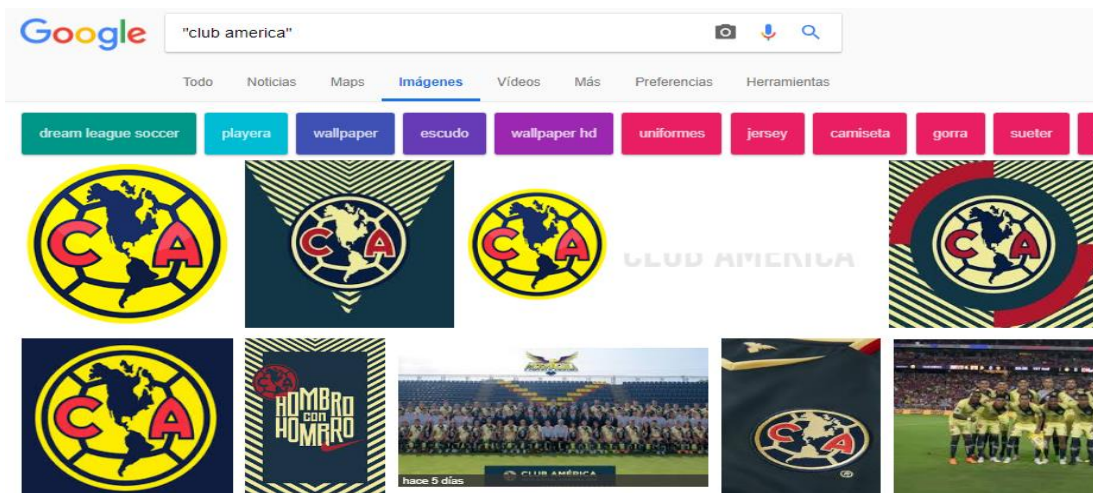 Google "club america"
Todo Noticias Maps Imágenes Vídeos Más Preferencias Herramientas
dream league soccer playera wallpaper escudo wallpaper hd uniformes jersey camiseta gorra sueter
CA
CA
CA CLUB AMERICA
CA
CA
HOMBRO
CON
HOMBRO
CLUB AMÉRICA
hace 5 días
CA